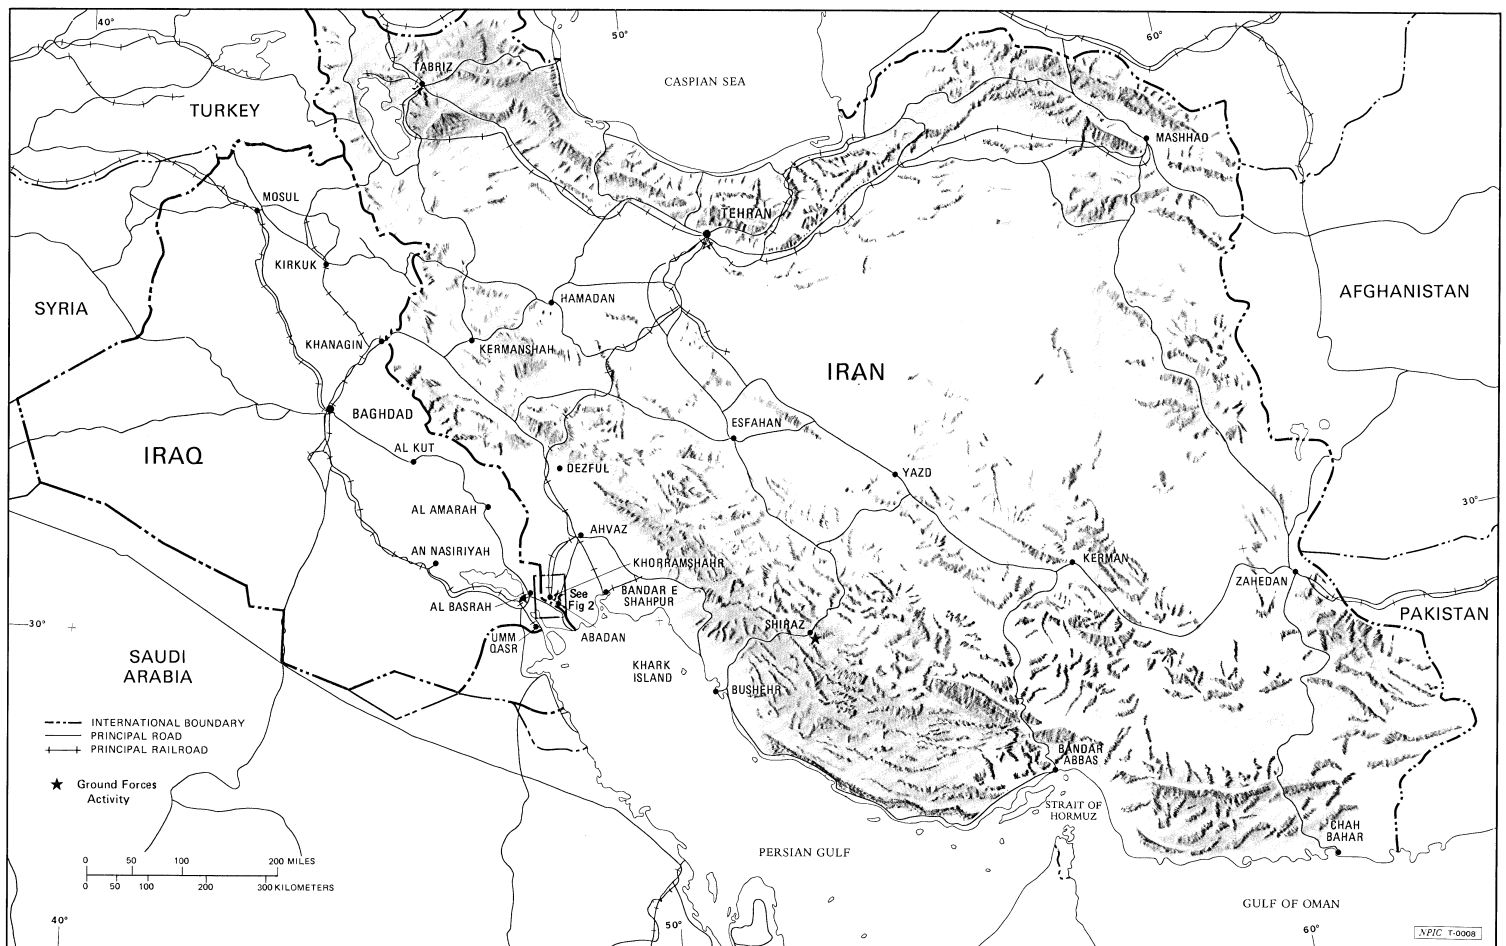 40°
50°
60°
TABRIZ
CASPIAN SEA
TURKEY
MASHHAD
MOSUL
TEHRAN
KIRKUK
AFGHANISTAN
SYRIA
HAMADAN
KHANAGIN
KERMANSHAH
IRAN
BAGHDAD
ESFAHAN
AL KUT
IRAQ
DEZFUL
YAZD
30°
AL AMARAH
AHVAZ
AN NASIRIYAH
KHORRAMSHAHR
KERMAN
ZAHEDAN
See
Fig 2
BANDAR E
SHAHPUR
AL BASRAH
PAKISTAN
30°
SHIRAZ
UMM
QASR
ABADAN
SAUDI
ARABIA
KHARK
ISLAND
BUSHEHR
INTERNATIONAL BOUNDARY
PRINCIPAL ROAD
PRINCIPAL RAILROAD
BANDAR
ABBAS
Ground Forces
Activity
STRAIT OF
HORMUZ
CHAH
BAHAR
PERSIAN GULF
0 50 100 200 MILES
0 50 100 200 300 KILOMETERS
GULF OF OMAN
40°
50°
60°
NPIC T-0008